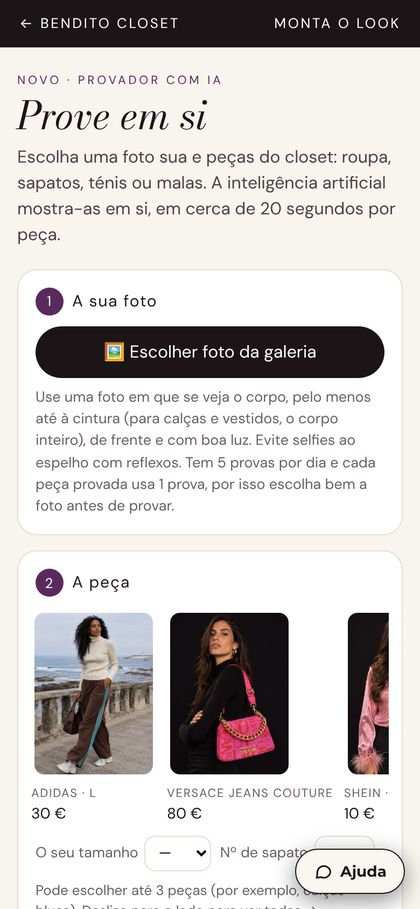 ← BENDITO CLOSET
MONTA O LOOK
NOVO · PROVADOR COM IA
Prove em si
Escolha uma foto sua e peças do closet: roupa,
sapatos, ténis ou malas. A inteligência artificial
mostra-as em si, em cerca de 20 segundos por
peça.
1 A sua foto
Escolher foto da galeria
Use uma foto em que se veja o corpo, pelo menos
até à cintura (para calças e vestidos, o corpo
inteiro), de frente e com boa luz. Evite selfies ao
espelho com reflexos. Tem 5 provas por dia e cada
peça provada usa 1 prova, por isso escolha bem a
foto antes de provar.
2 A peça
ADIDAS · L
30 €
VERSACE JEANS COUTURE
80 €
SHEIN ·
10 €
O seu tamanho
—
Nº de sapato
Ajuda
Pode escolher até 3 peças (por exemplo,